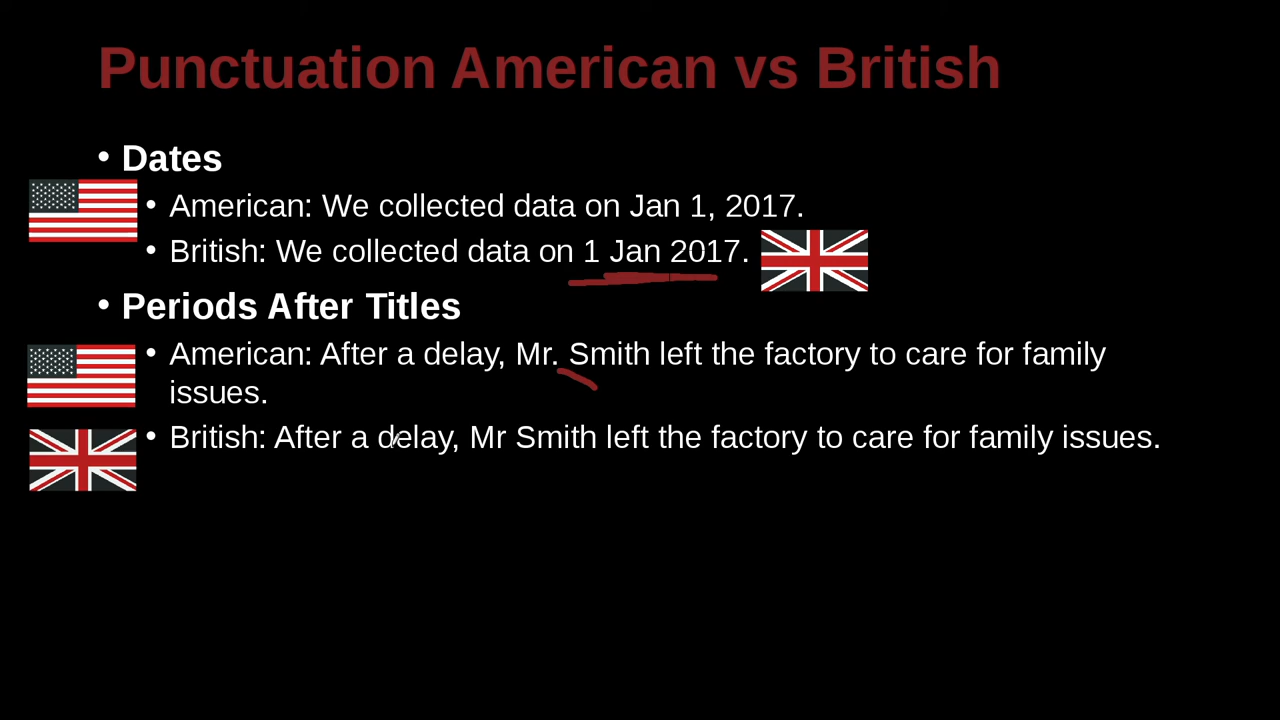 Punctuation American vs British
• Dates
• American: We collected data on Jan 1, 2017.
• British: We collected data on 1 Jan 2017.
• Periods After Titles
• American: After a delay, Mr. Smith left the factory to care for family
issues.
• British: After a delay, Mr Smith left the factory to care for family issues.